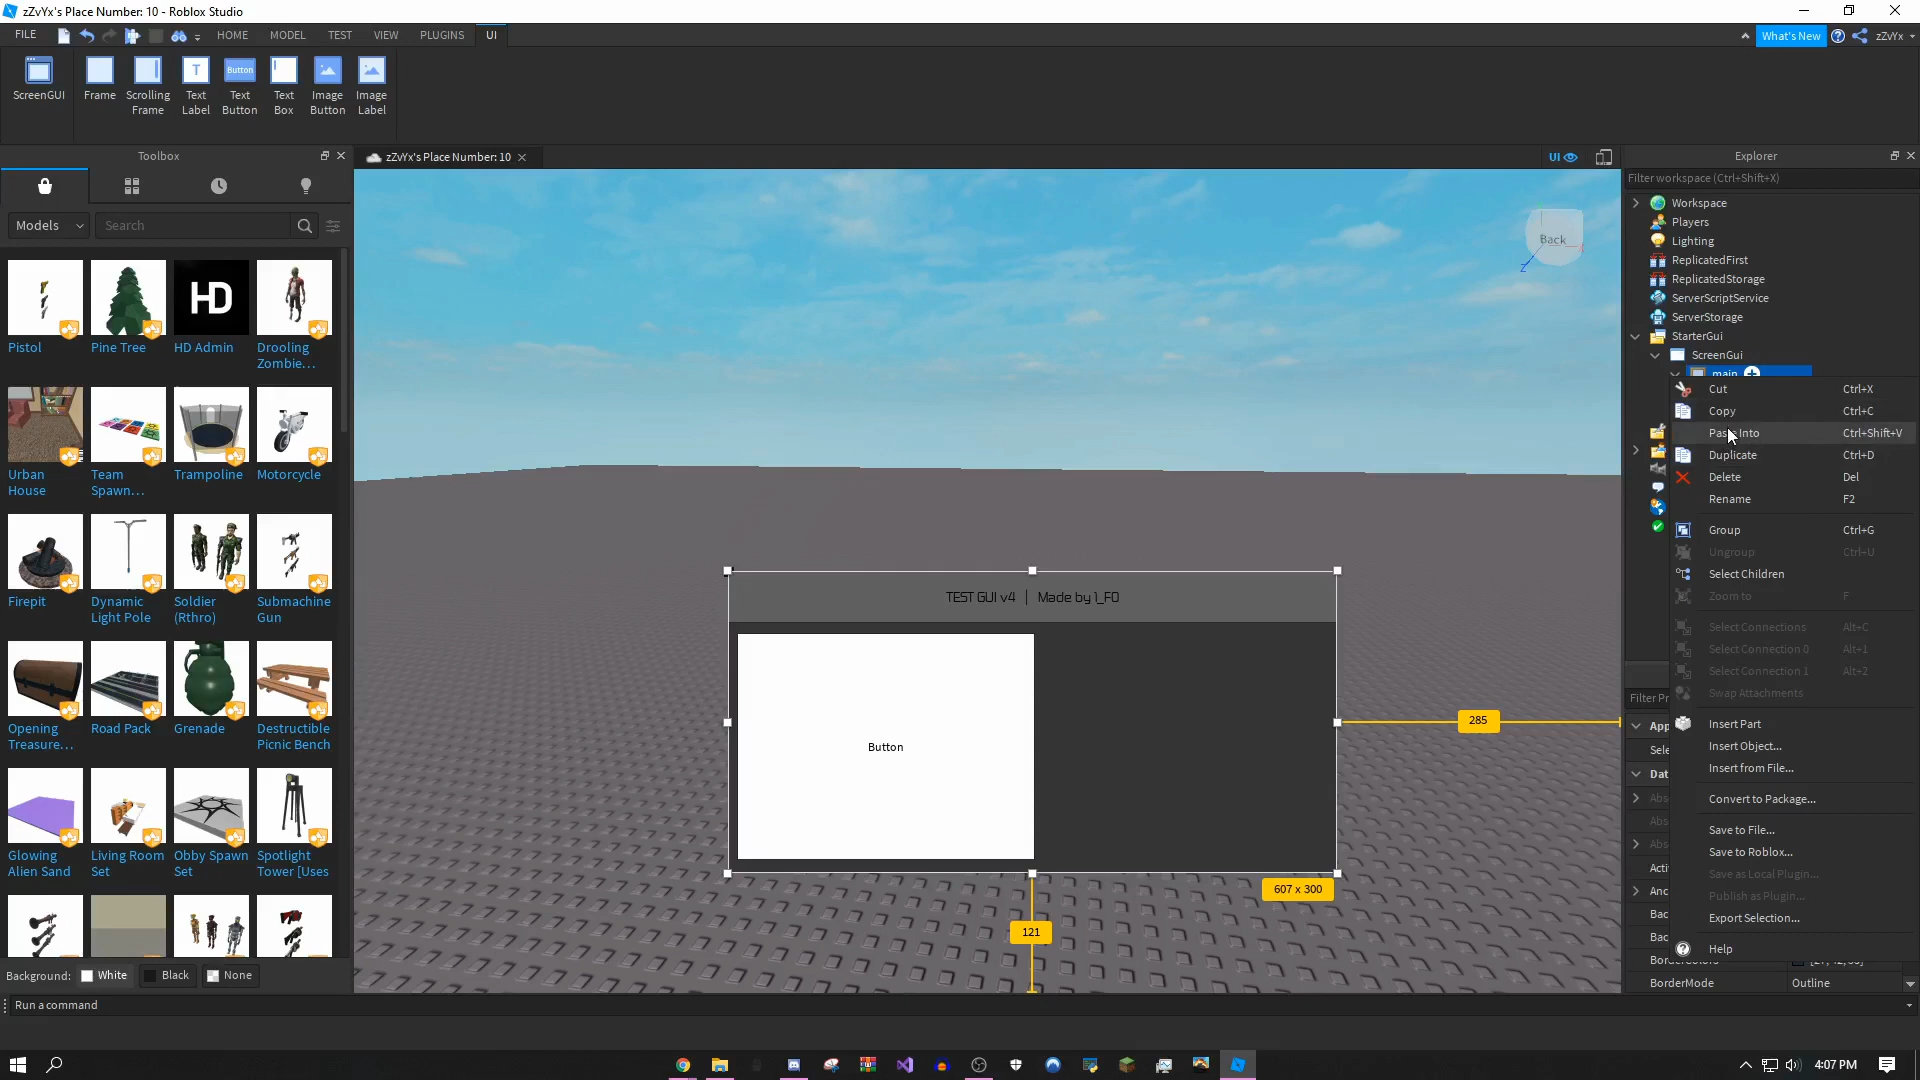 zZvYx's Place Number: 10 - Roblox Studio
FILE
HOME
MODEL
TEST
VIEW
PLUGINS
UI
What's New
zZvYx
ScreenGUI
Frame
Scrolling
Frame
Text
Label
Button
Text
Button
Text
Box
Image
Button
Image
Label
Toolbox
zZvYx's Place Number: 10
UI
Explorer
Models
Search
Filter workspace (Ctrl+Shift+X)
Pistol
Pine Tree
HD
HD Admin
Drooling
Zombie...
Urban
House
Team
Spawn...
Trampoline
Motorcycle
Firepit
Dynamic
Light Pole
Soldier
(Rthro)
Submachine
Gun
Opening
Treasure...
Road Pack
Grenade
Destructible
Picnic Bench
Glowing
Alien Sand
Living Room
Set
Obby Spawn
Set
Spotlight
Tower [Uses
Background:
White
Black
None
Run a command
Back
Z
TEST GUI v4 | Made by 1_F0
Button
285
607 x 300
121
Workspace
Players
Lighting
ReplicatedFirst
ReplicatedStorage
ServerScriptService
ServerStorage
StarterGui
ScreenGui
main
Cut Ctrl+X
Copy Ctrl+C
Paste Into Ctrl+Shift+V
Duplicate Ctrl+D
Delete Del
Rename F2
Group Ctrl+G
Ungroup Ctrl+U
Select Children
Zoom to F
Select Connections Alt+C
Select Connection 0 Alt+1
Select Connection 1 Alt+2
Swap Attachments
Insert Part
Insert Object...
Insert from File...
Convert to Package...
Save to File...
Save to Roblox...
Save as Local Plugin...
Publish as Plugin...
Export Selection...
Help
Filter Pr
App
Sele
Dat
Abs
Abs
Abs
Acti
Anc
Bac
Bac
BorderMode Outline
4:07 PM